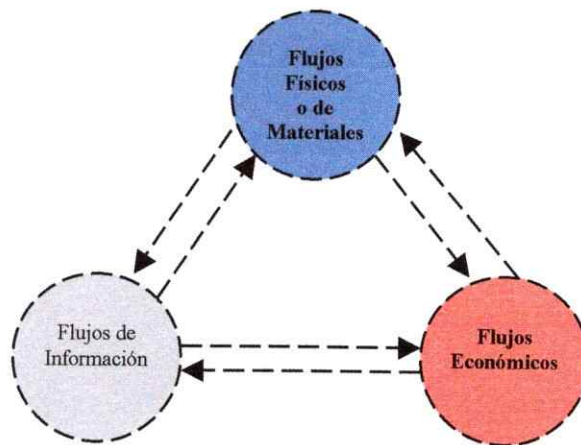 Flujos
Físicos
o de
Materiales
Flujos de
Información
Flujos
Económicos